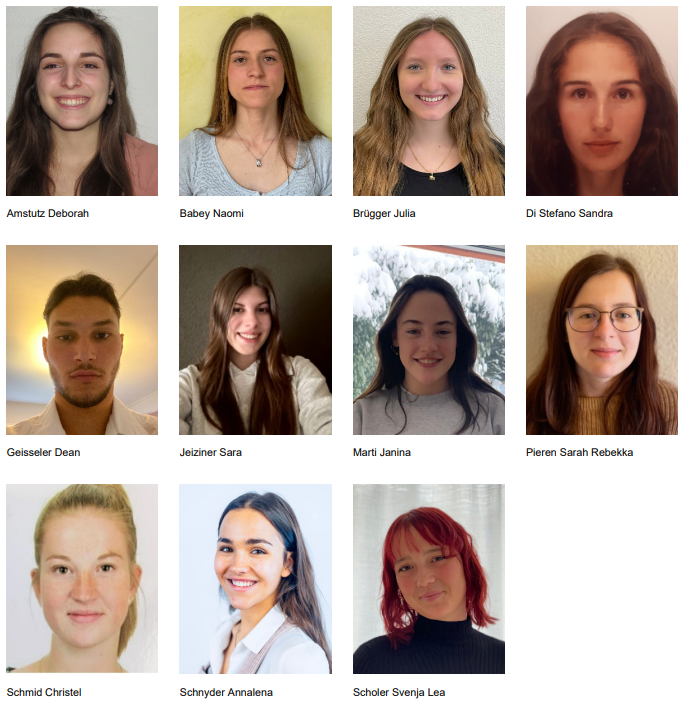 Amstutz Deborah
Babey Naomi
Brügger Julia
Di Stefano Sandra
Geisseler Dean
Jeiziner Sara
Marti Janina
Pieren Sarah Rebekka
Schmid Christel
Schnyder Annalena
Scholer Svenja Lea